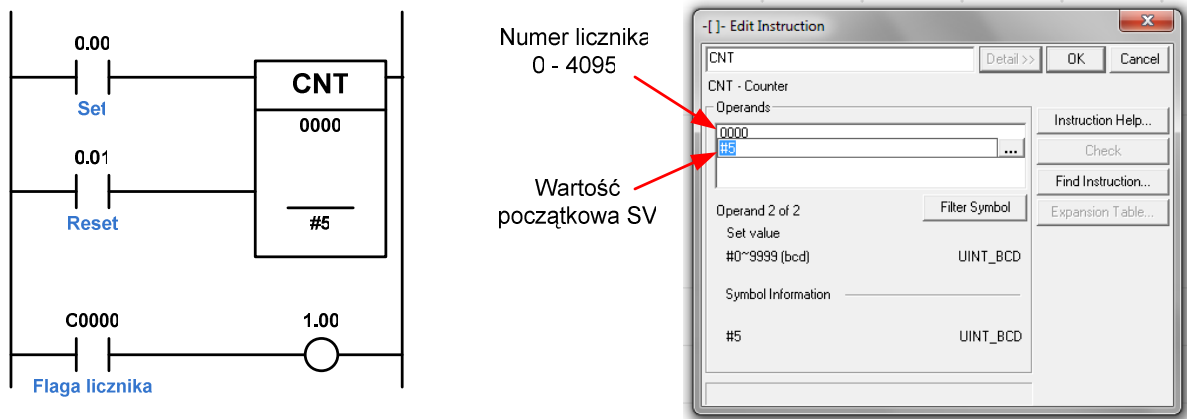 0.00
Set
CNT
0000
0.01
Reset
#5
C0000
1.00
Flaga licznika
Numer licznika
0 - 4095
Wartość
początkowa SV
-[ ]- Edit Instruction
CNT
Detail >>
OK
Cancel
CNT - Counter
Operands
0000
#5
...
Instruction Help...
Check
Find Instruction...
Expansion Table...
Operand 2 of 2
Filter Symbol
Set value
#0~9999 (bcd)
UINT_BCD
Symbol Information
#5
UINT_BCD